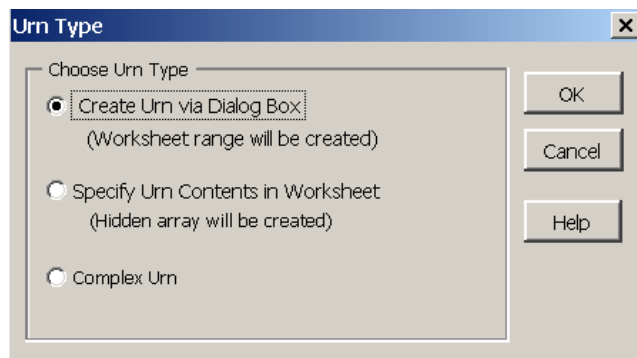 Urn Type
Choose Urn Type
Create Urn via Dialog Box
(Worksheet range will be created)
Specify Urn Contents in Worksheet
(Hidden array will be created)
Complex Urn
OK
Cancel
Help